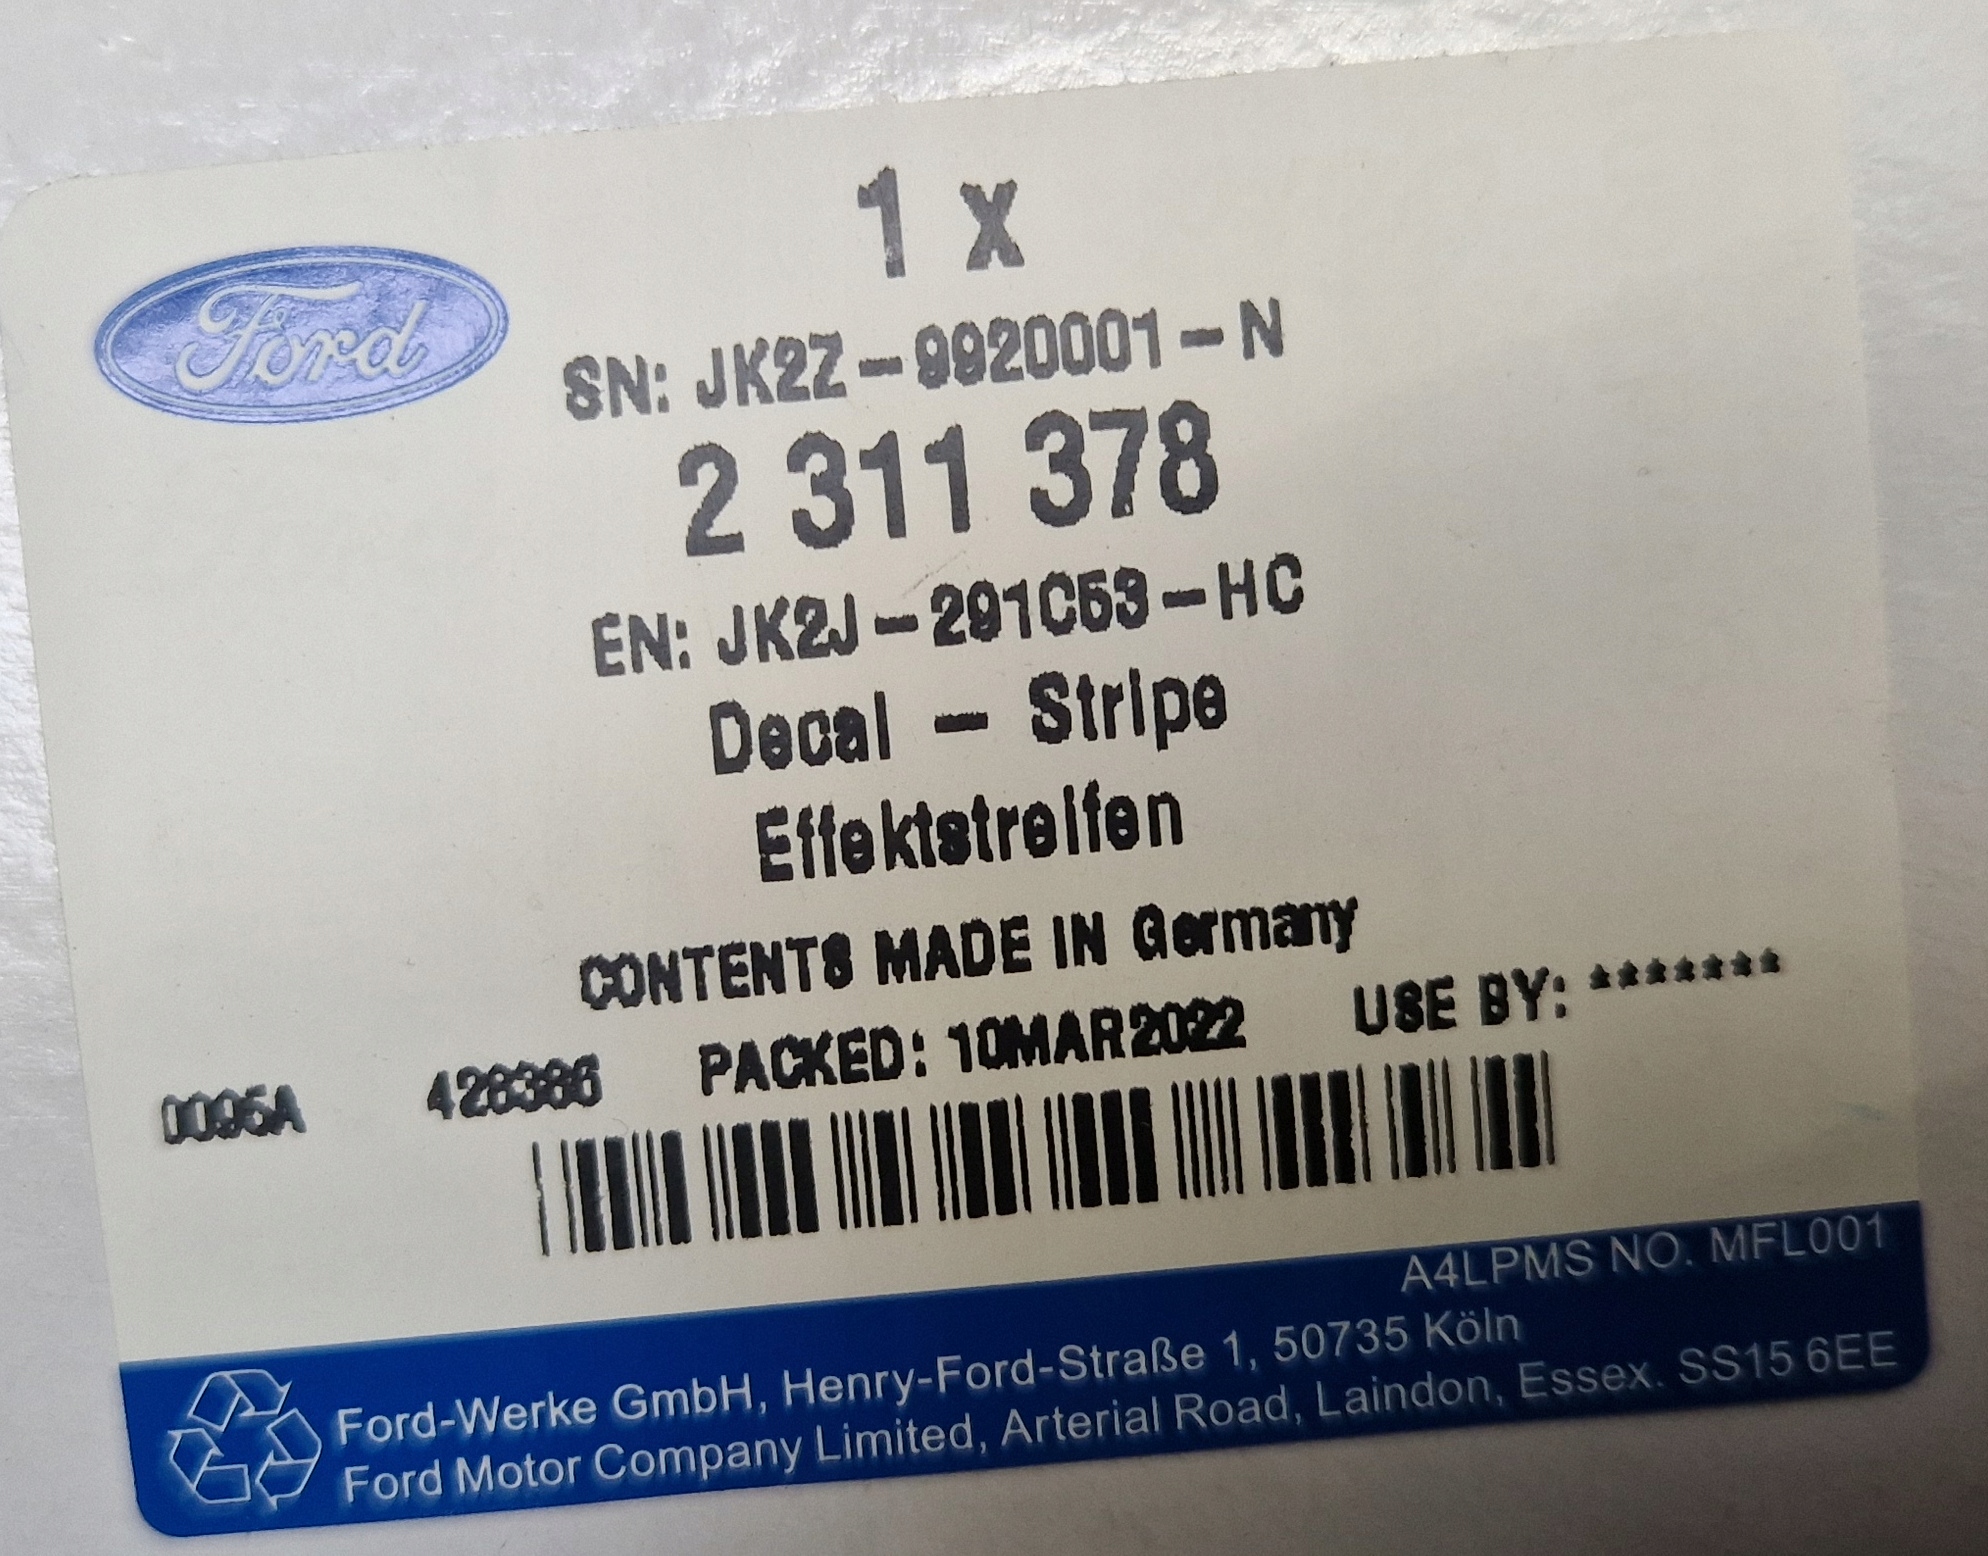 1 x
Ford
SN: JK2Z-9920001-N
2 311 378
EN: JK2J-291C53-HC
Decal - Stripe
Effektstreifen
CONTENTS MADE IN Germany
0095A 428386 PACKED: 10MAR2022 USE BY: *******
A4LPMS NO. MFL001
Ford-Werke GmbH, Henry-Ford-Straße 1, 50735 Köln
Ford Motor Company Limited, Arterial Road, Laindon, Essex. SS15 6EE